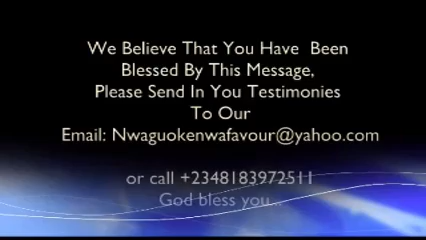 We Believe That You Have Been
Blessed By This Message,
Please Send In You Testimonies
To Our
Email: Nwaguokenwafavour@yahoo.com
or call +2348183972511
God bless you...